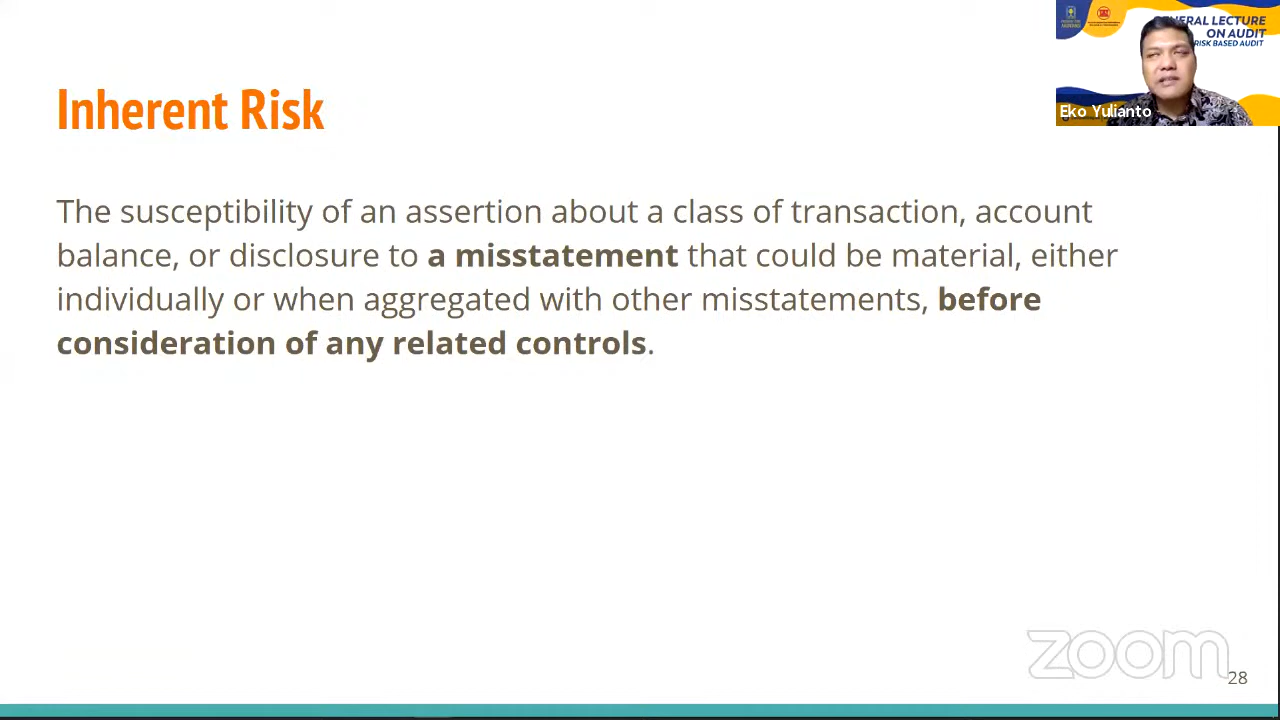 GENERAL LECTURE
ON AUDIT
RISK BASED AUDIT
Eko Yulianto
Inherent Risk
The susceptibility of an assertion about a class of transaction, account
balance, or disclosure to a misstatement that could be material, either
individually or when aggregated with other misstatements, before
consideration of any related controls.
zoom
28